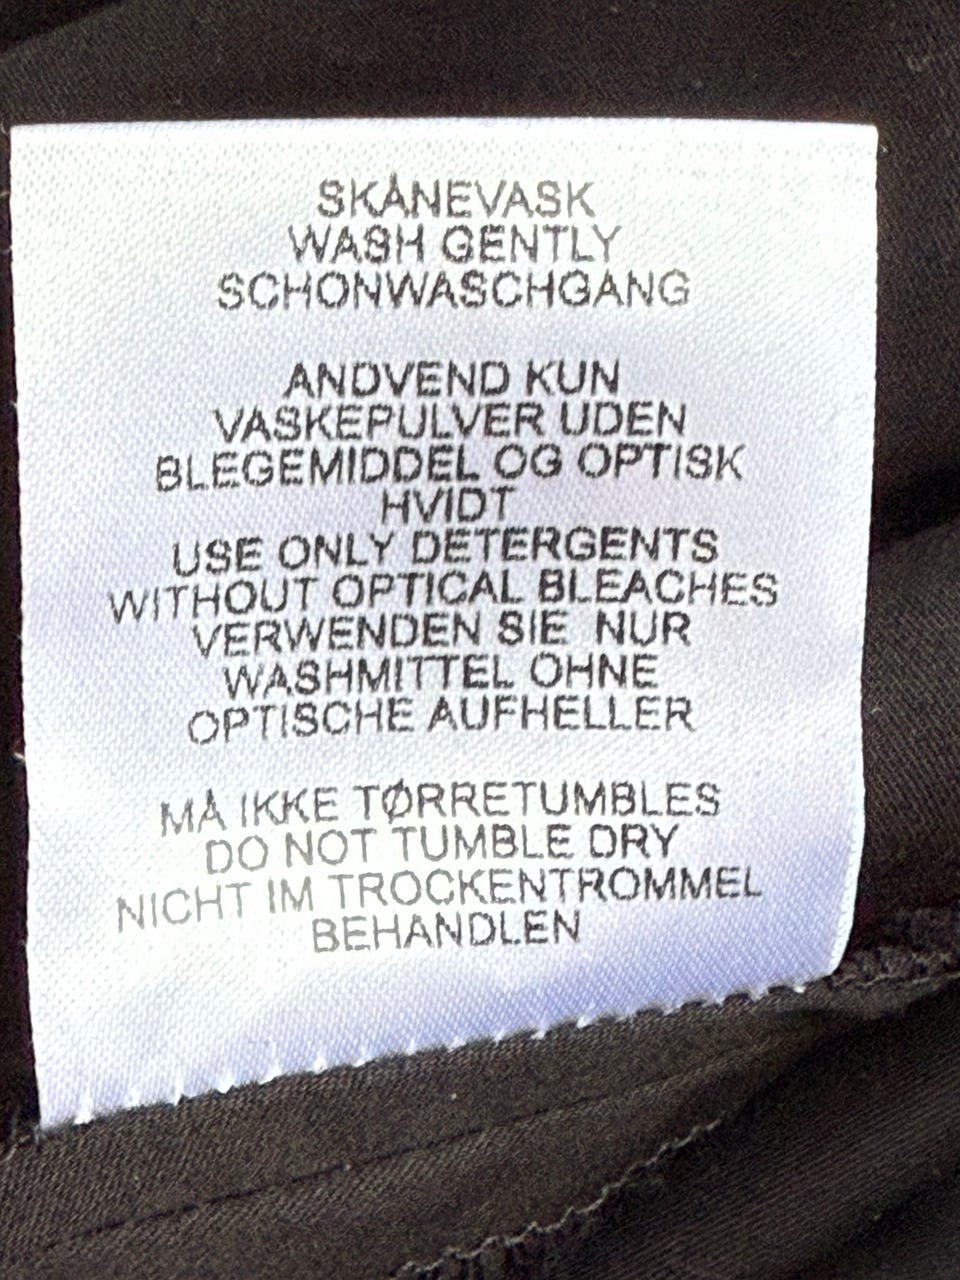 SKÅNEVASK
WASH GENTLY
SCHONWASCHGANG
ANDVEND KUN
VASKEPULVER UDEN
BLEGEMIDDEL OG OPTISK
HVIDT
USE ONLY DETERGENTS
WITHOUT OPTICAL BLEACHES
VERWENDEN SIE NUR
WASHMITTEL OHNE
OPTISCHE AUFHELLER
MÅ IKKE TØRRETUMBLES
DO NOT TUMBLE DRY
NICHT IM TROCKENTROMMEL
BEHANDLEN